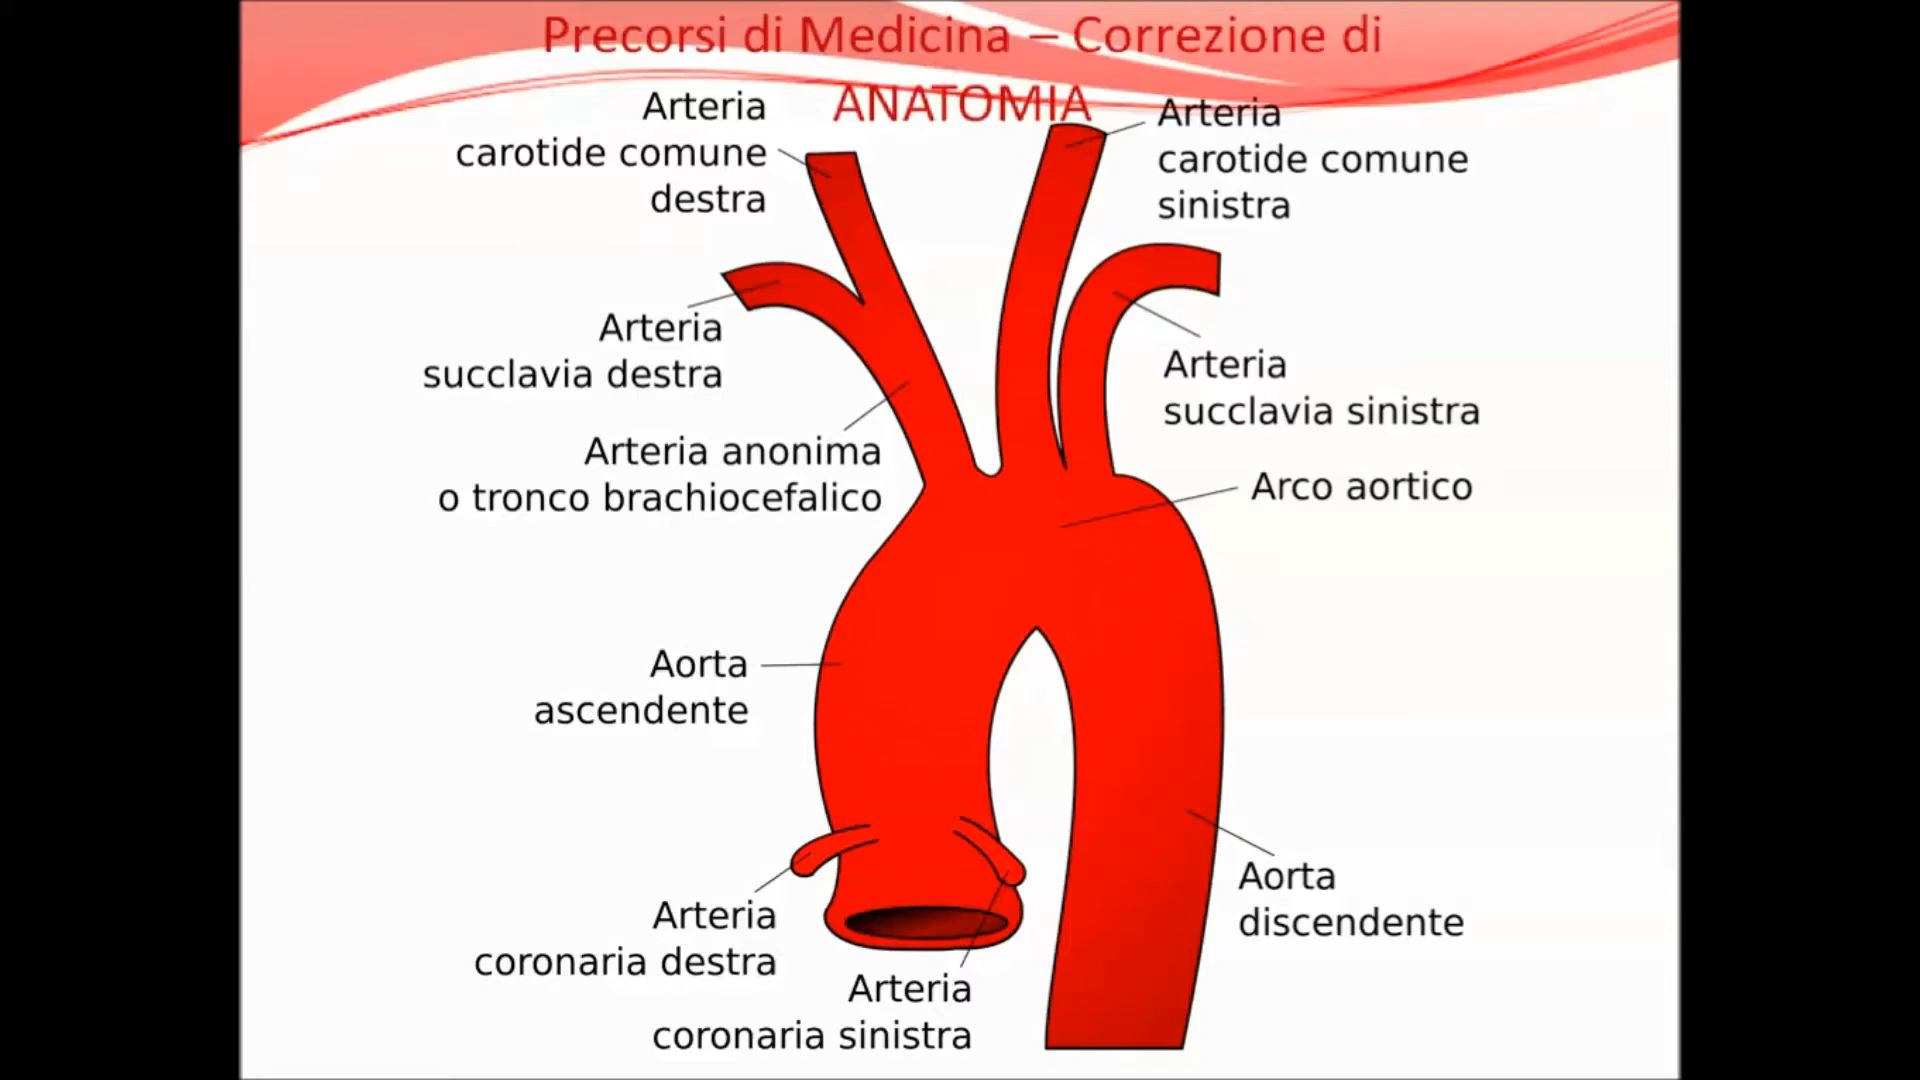 Precorsi di Medicina – Correzione di
ANATOMIA
Arteria
carotide comune
destra
Arteria
carotide comune
sinistra
Arteria
succlavia destra
Arteria
succlavia sinistra
Arteria anonima
o tronco brachiocefalico
Arco aortico
Aorta
ascendente
Aorta
discendente
Arteria
coronaria destra
Arteria
coronaria sinistra